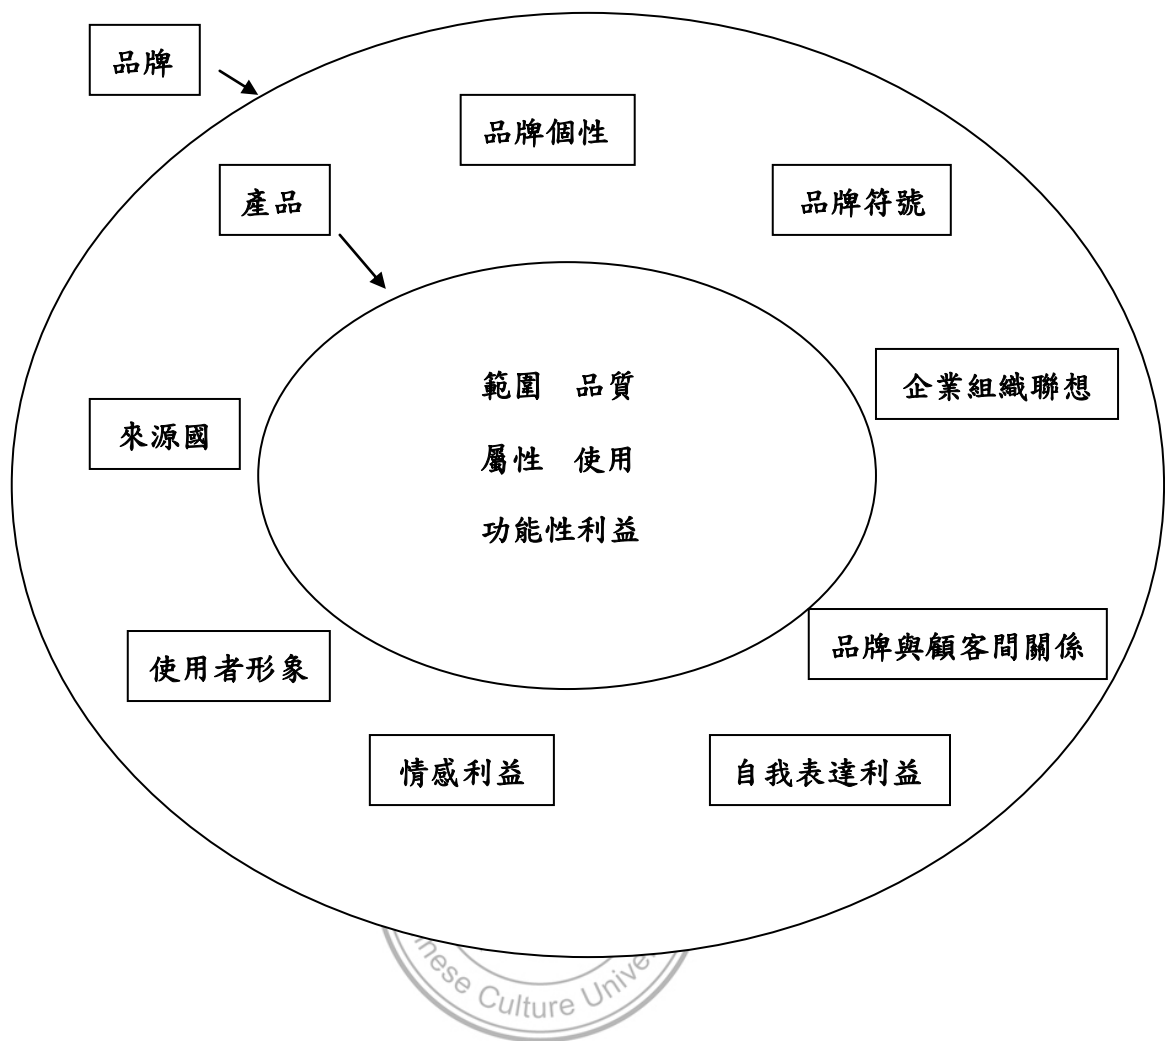 品牌
品牌個性
產品
品牌符號
範圍 品質
企業組織聯想
來源國
屬性 使用
功能性利益
品牌與顧客間關係
使用者形象
情感利益
自我表達利益
Culture